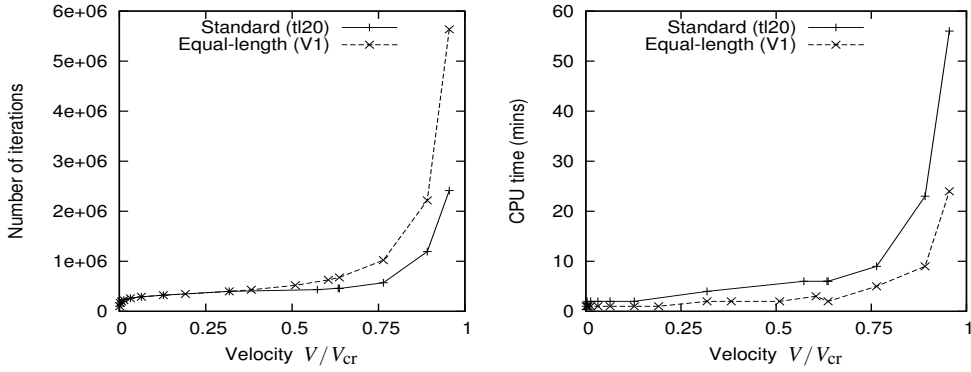 Number of iterations
6e+06
5e+06
4e+06
3e+06
2e+06
1e+06
0
0 0.25 0.5 0.75 1
Velocity V/Vcr
Standard (tl20)
Equal-length (V1)
CPU time (mins)
60
50
40
30
20
10
0
0 0.25 0.5 0.75 1
Velocity V/Vcr
Standard (tl20)
Equal-length (V1)